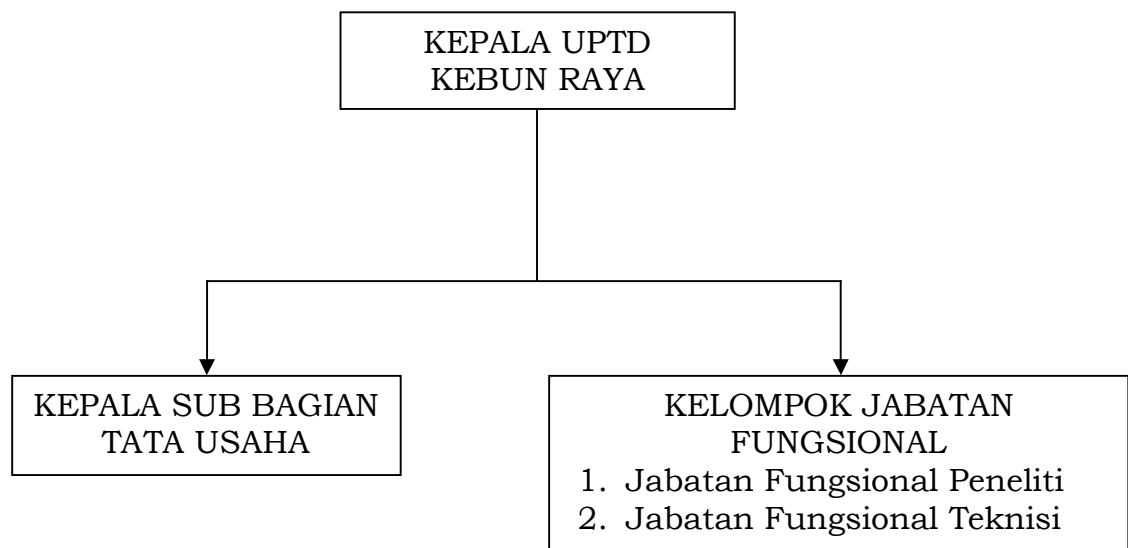 KEPALA UPTD
KEBUN RAYA
KEPALA SUB BAGIAN
TATA USAHA
KELOMPOK JABATAN
FUNGSIONAL
1. Jabatan Fungsional Peneliti
2. Jabatan Fungsional Teknisi